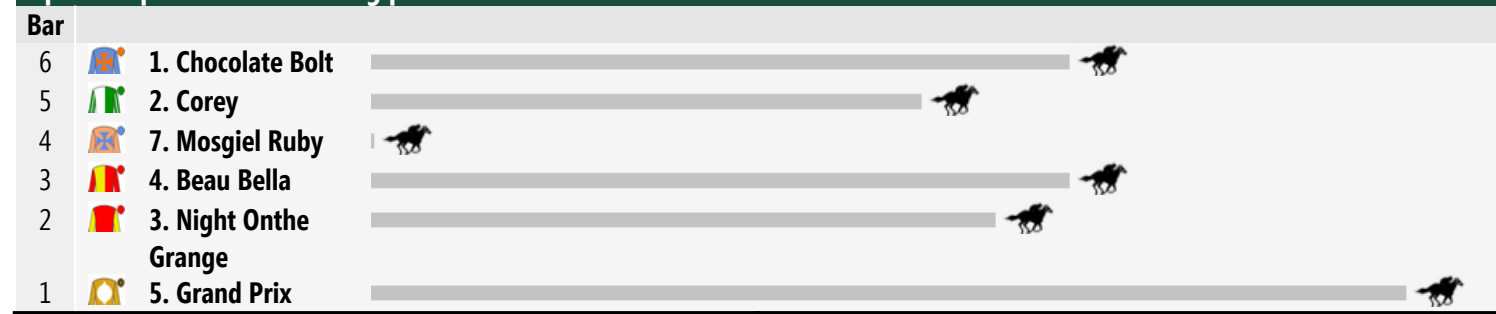 Bar
6 1. Chocolate Bolt
5 2. Corey
4 7. Mosgiel Ruby
3 4. Beau Bella
2 3. Night Onthe
Grange
1 5. Grand Prix